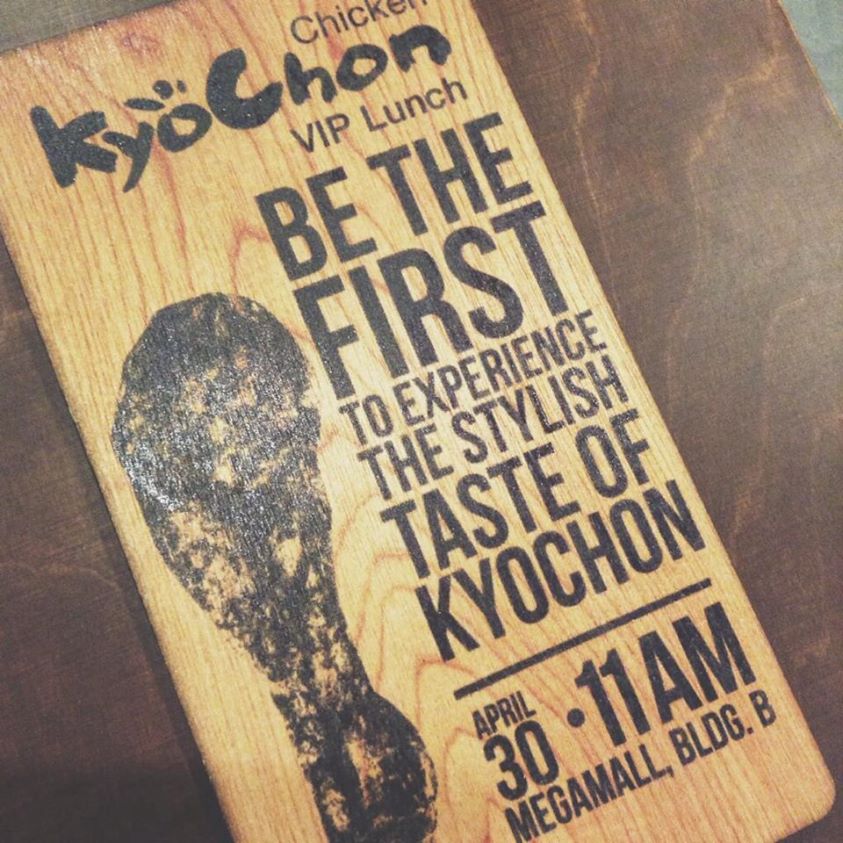 Chicken
KyoChon
VIP Lunch
BE THE
FIRST
TO EXPERIENCE
THE STYLISH
TASTE OF
KYOCHON
APRIL
30 · 11AM
MEGAMALL, BLDG. B